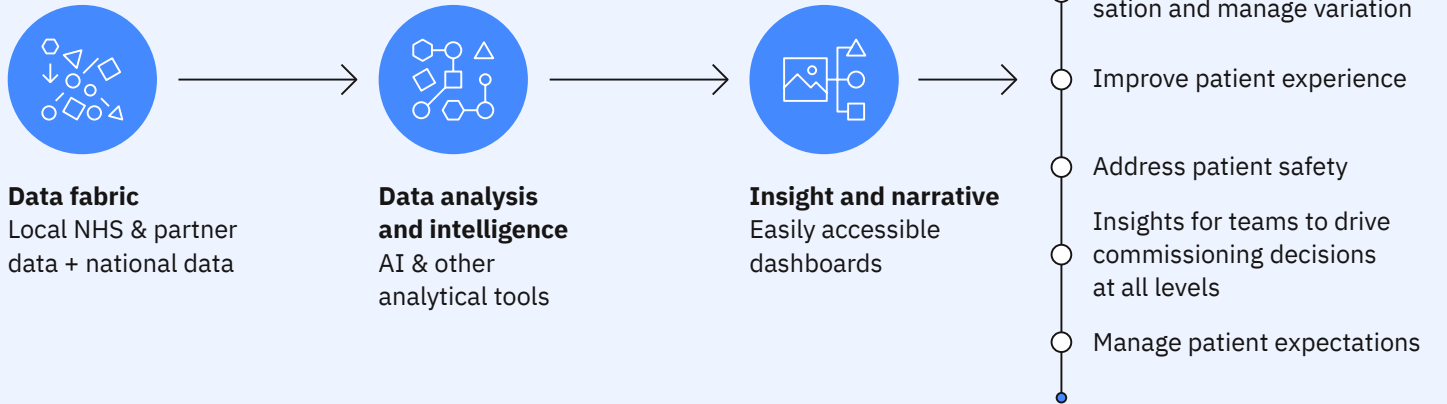 Data fabric
Local NHS & partner
data + national data
Data analysis
and intelligence
AI & other
analytical tools
Insight and narrative
Easily accessible
dashboards
sation and manage variation
Improve patient experience
Address patient safety
Insights for teams to drive
commissioning decisions
at all levels
Manage patient expectations